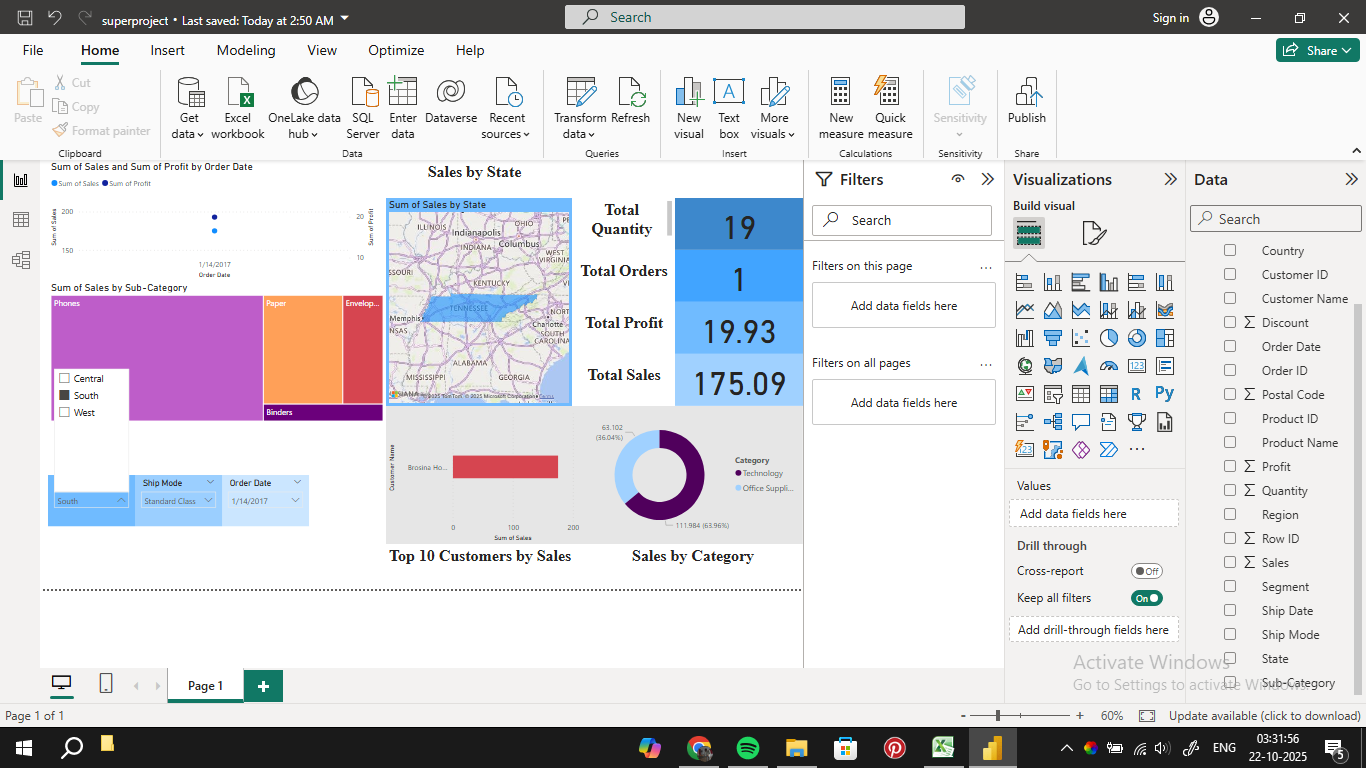 superproject • Last saved: Today at 2:50 AM
Search
Sign in
File
Home
Insert
Modeling
View
Optimize
Help
Share
Paste
Cut
Copy
Format painter
Clipboard
Get data
Excel workbook
OneLake data hub
SQL Server
Enter data
Dataverse
Recent sources
Data
Transform data
Refresh
Queries
New visual
Text box
More visuals
Insert
New measure
Quick measure
Calculations
Sensitivity
Sensitivity
Publish
Share
Sum of Sales and Sum of Profit by Order Date
Sum of Sales
Sum of Profit
Sum of Sales
200
150
20
10
Sum of Profit
1/14/2017
Order Date
Sum of Sales by Sub-Category
Phones
Paper
Envelop...
Binders
Central
South
West
South
Ship Mode
Standard Class
Order Date
1/14/2017
Sales by State
Sum of Sales by State
ILLINOIS
Indianapolis
INDIANA
OHIO
Columbus
PE
WEST
VIRGINIA
SSOURI
KENTUCKY
TENNESSEE
Memphis
NORT
Charlotte
SOUTH
CAROLINA
NSAS
ALABAMA
MISSISSIPPI
GEORGIA
© 2025 TomTom, © 2025 Microsoft Corporation
Total Quantity
19
Total Orders
1
Total Profit
19.93
Total Sales
175.09
Customer Name
Brosina Ho...
0
100
200
Sum of Sales
Top 10 Customers by Sales
63.102
(36.04%)
111.984 (63.96%)
Category
Technology
Office Suppli...
Sales by Category
Filters
Search
Filters on this page
...
Add data fields here
Filters on all pages
...
Add data fields here
Visualizations
Build visual
R
Py
123
...
Values
Add data fields here
Drill through
Cross-report
Off
Keep all filters
On
Add drill-through fields here
Data
Search
Country
Customer ID
Customer Name
Discount
Order Date
Order ID
Postal Code
Product ID
Product Name
Profit
Quantity
Region
Row ID
Sales
Segment
Ship Date
Ship Mode
State
Sub-Category
Activate Windows
Go to Settings to activate Windows.
Page 1
Page 1 of 1
60%
Update available (click to download)
ENG
03:31:56
22-10-2025
5